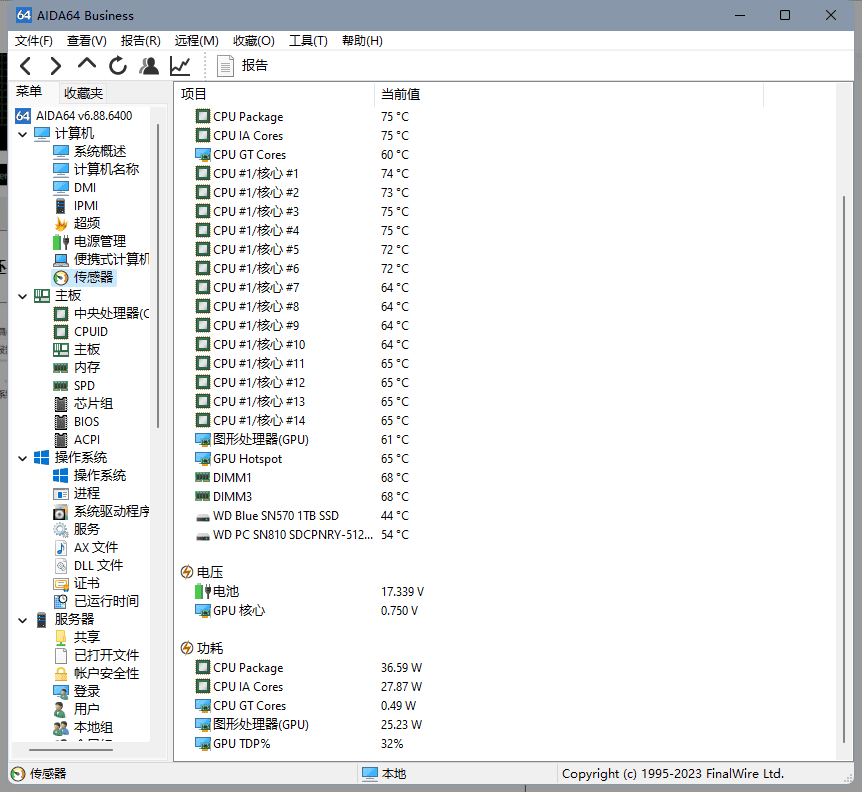 AIDA64 Business
文件(F) 查看(V) 报告(R) 远程(M) 收藏(O) 工具(T) 帮助(H)
报告
菜单 收藏夹
AIDA64 v6.88.6400
计算机
系统概述
计算机名称
DMI
IPMI
超频
电源管理
便携式计算机
传感器
主板
中央处理器(C
CPUID
主板
内存
SPD
芯片组
BIOS
ACPI
操作系统
操作系统
进程
系统驱动程序
服务
AX 文件
DLL 文件
证书
已运行时间
服务器
共享
已打开文件
帐户安全性
登录
用户
本地组
项目 当前值
CPU Package 75 °C
CPU IA Cores 75 °C
CPU GT Cores 60 °C
CPU #1/核心 #1 74 °C
CPU #1/核心 #2 73 °C
CPU #1/核心 #3 75 °C
CPU #1/核心 #4 75 °C
CPU #1/核心 #5 72 °C
CPU #1/核心 #6 72 °C
CPU #1/核心 #7 64 °C
CPU #1/核心 #8 64 °C
CPU #1/核心 #9 64 °C
CPU #1/核心 #10 64 °C
CPU #1/核心 #11 65 °C
CPU #1/核心 #12 65 °C
CPU #1/核心 #13 65 °C
CPU #1/核心 #14 65 °C
图形处理器(GPU) 61 °C
GPU Hotspot 65 °C
DIMM1 68 °C
DIMM3 68 °C
WD Blue SN570 1TB SSD 44 °C
WD PC SN810 SDCPNRY-512... 54 °C
电压
电池 17.339 V
GPU 核心 0.750 V
功耗
CPU Package 36.59 W
CPU IA Cores 27.87 W
CPU GT Cores 0.49 W
图形处理器(GPU) 25.23 W
GPU TDP% 32%
传感器 本地 Copyright (c) 1995-2023 FinalWire Ltd.